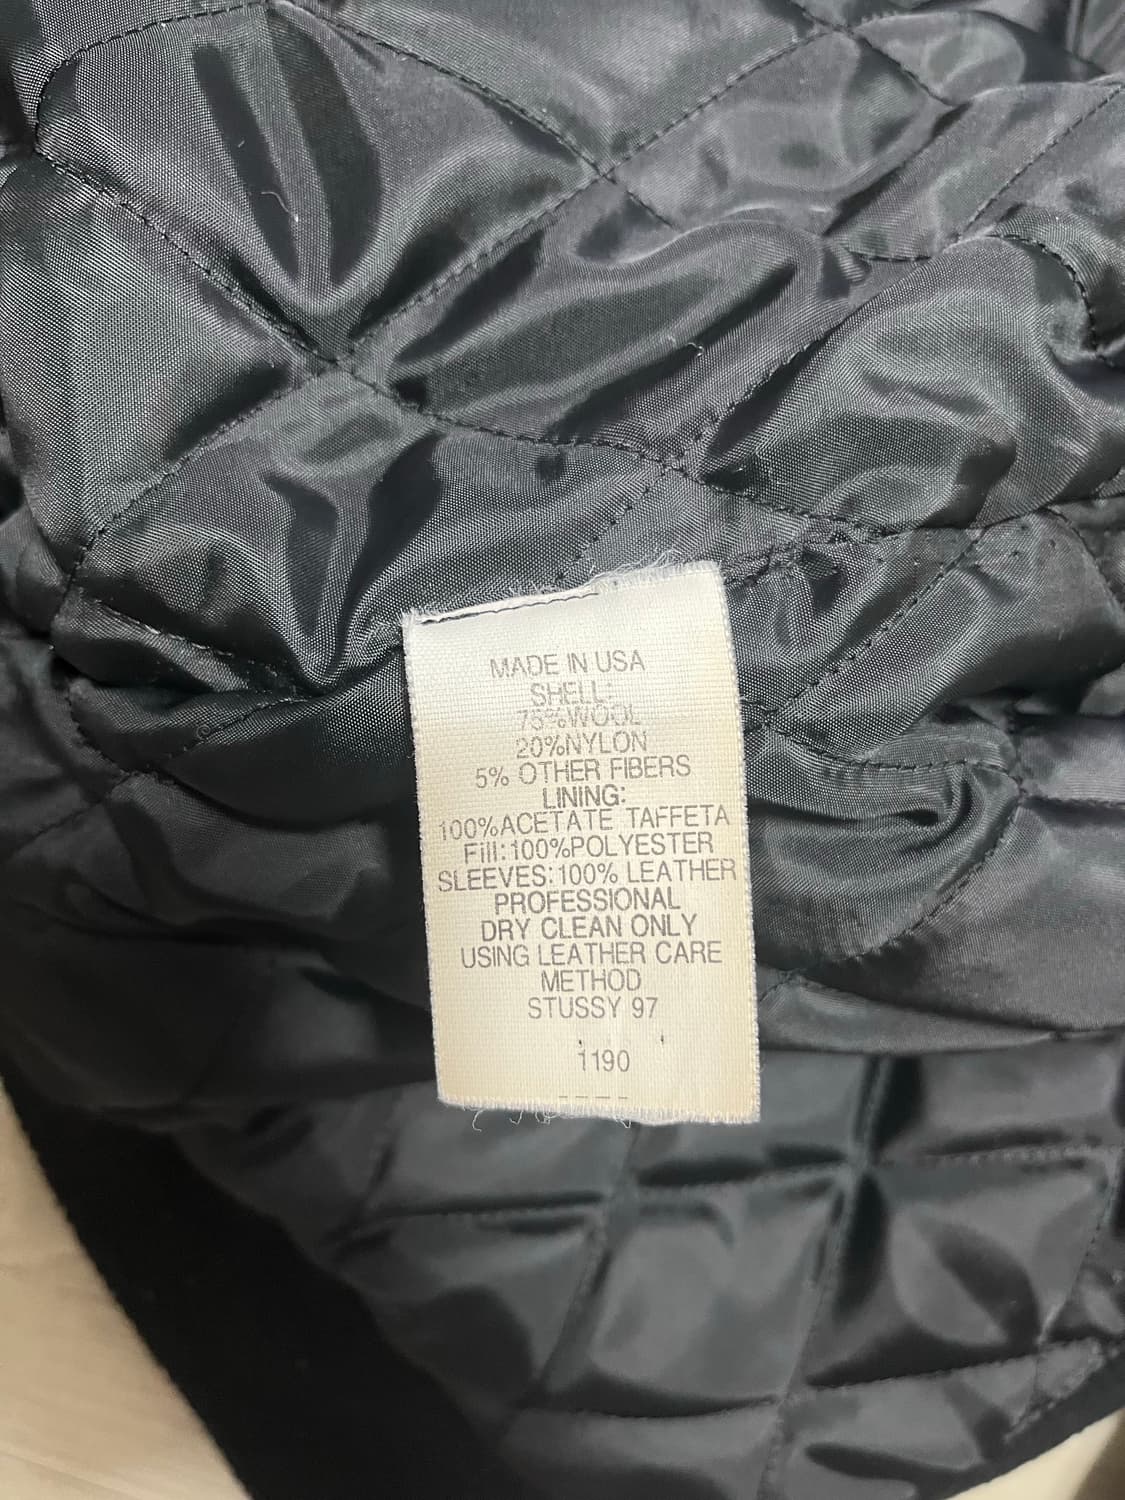 MADE IN USA
SHELL:
75%WOOL
20%NYLON
5% OTHER FIBERS
LINING:
100%ACETATE TAFFETA
Fill:100%POLYESTER
SLEEVES:100% LEATHER
PROFESSIONAL
DRY CLEAN ONLY
USING LEATHER CARE
METHOD
STUSSY 97
1190
----